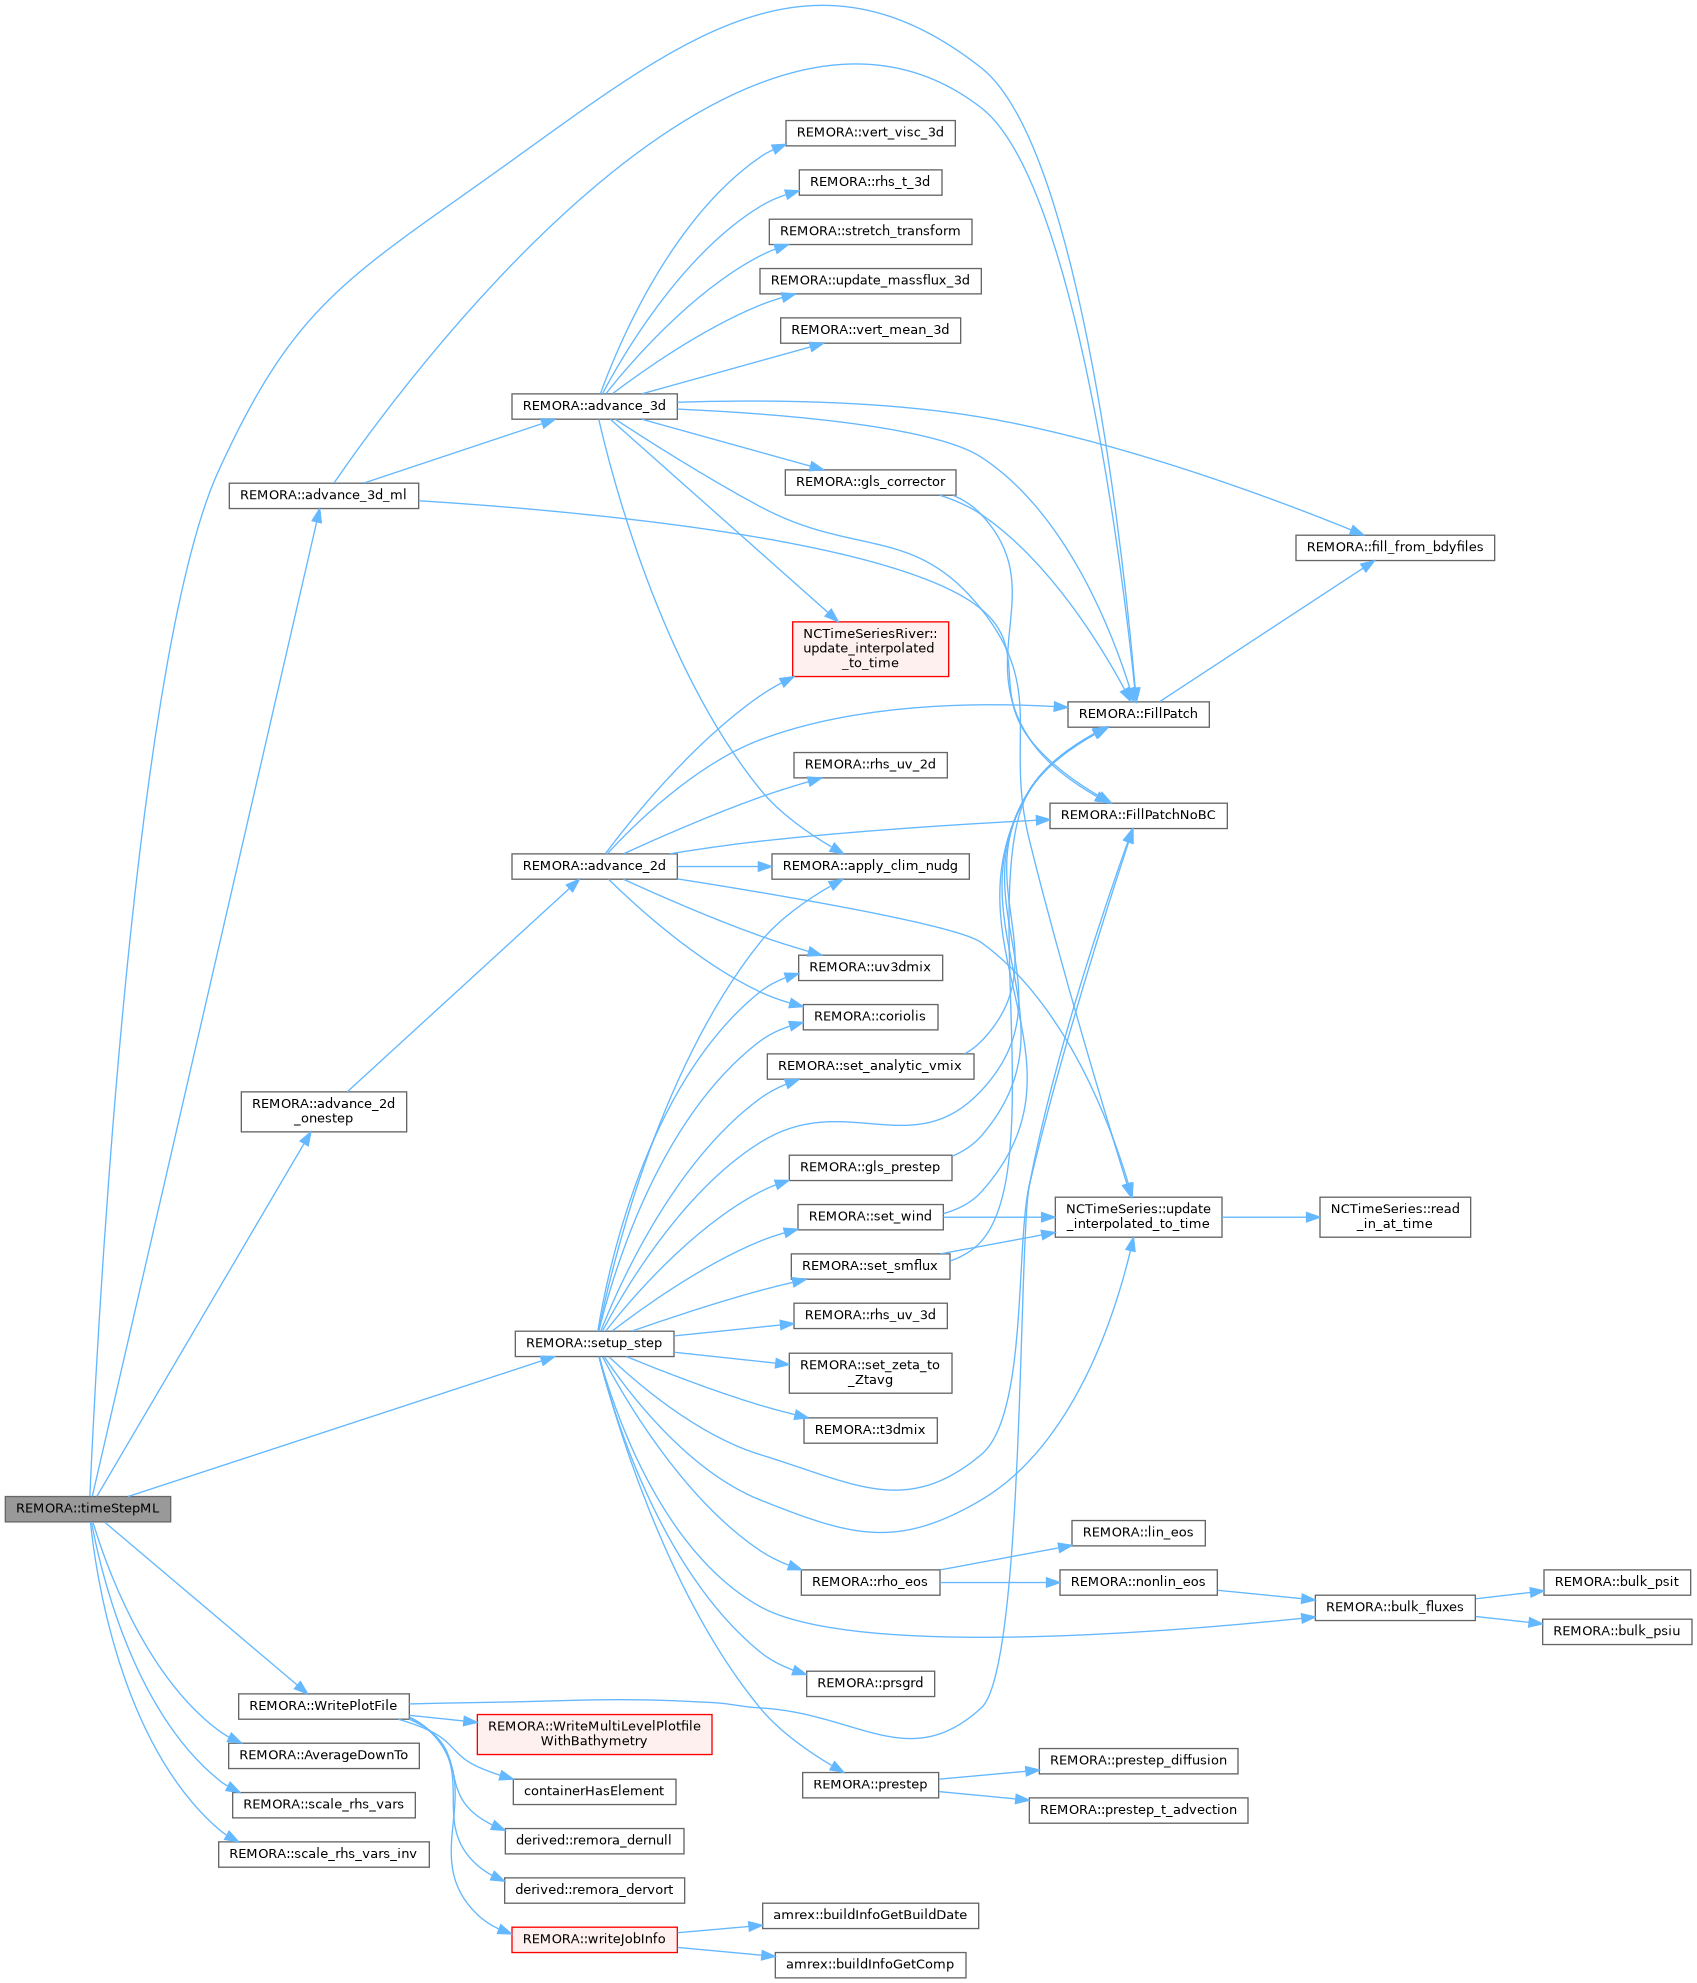 REMORA::vert_visc_3d
REMORA::rhs_t_3d
REMORA::stretch_transform
REMORA::update_massflux_3d
REMORA::vert_mean_3d
REMORA::advance_3d
REMORA::gls_corrector
REMORA::advance_3d_ml
REMORA::fill_from_bdyfiles
NCTimeSeriesRiver::
update_interpolated
_to_time
REMORA::FillPatch
REMORA::rhs_uv_2d
REMORA::FillPatchNoBC
REMORA::advance_2d
REMORA::apply_clim_nudg
REMORA::uv3dmix
REMORA::coriolis
REMORA::set_analytic_vmix
REMORA::advance_2d
_onestep
REMORA::gls_prestep
REMORA::set_wind
NCTimeSeries::update
_interpolated_to_time
NCTimeSeries::read
_in_at_time
REMORA::set_smflux
REMORA::rhs_uv_3d
REMORA::setup_step
REMORA::set_zeta_to
_Ztavg
REMORA::t3dmix
REMORA::timeStepML
REMORA::lin_eos
REMORA::rho_eos
REMORA::nonlin_eos
REMORA::bulk_psit
REMORA::bulk_fluxes
REMORA::bulk_psiu
REMORA::prsgrd
REMORA::WritePlotFile
REMORA::WriteMultiLevelPlotfile
WithBathymetry
REMORA::AverageDownTo
REMORA::prestep_diffusion
REMORA::prestep
containerHasElement
REMORA::scale_rhs_vars
REMORA::prestep_t_advection
derived::remora_dernull
REMORA::scale_rhs_vars_inv
derived::remora_dervort
amrex::buildInfoGetBuildDate
REMORA::writeJobInfo
amrex::buildInfoGetComp